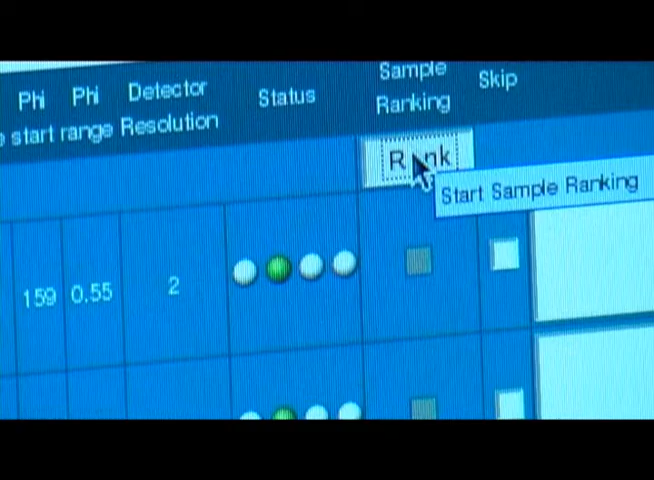 Phi Phi Detector Status Sample Skip
start range Resolution Ranking
Rank
Start Sample Ranking
159 0.55 2